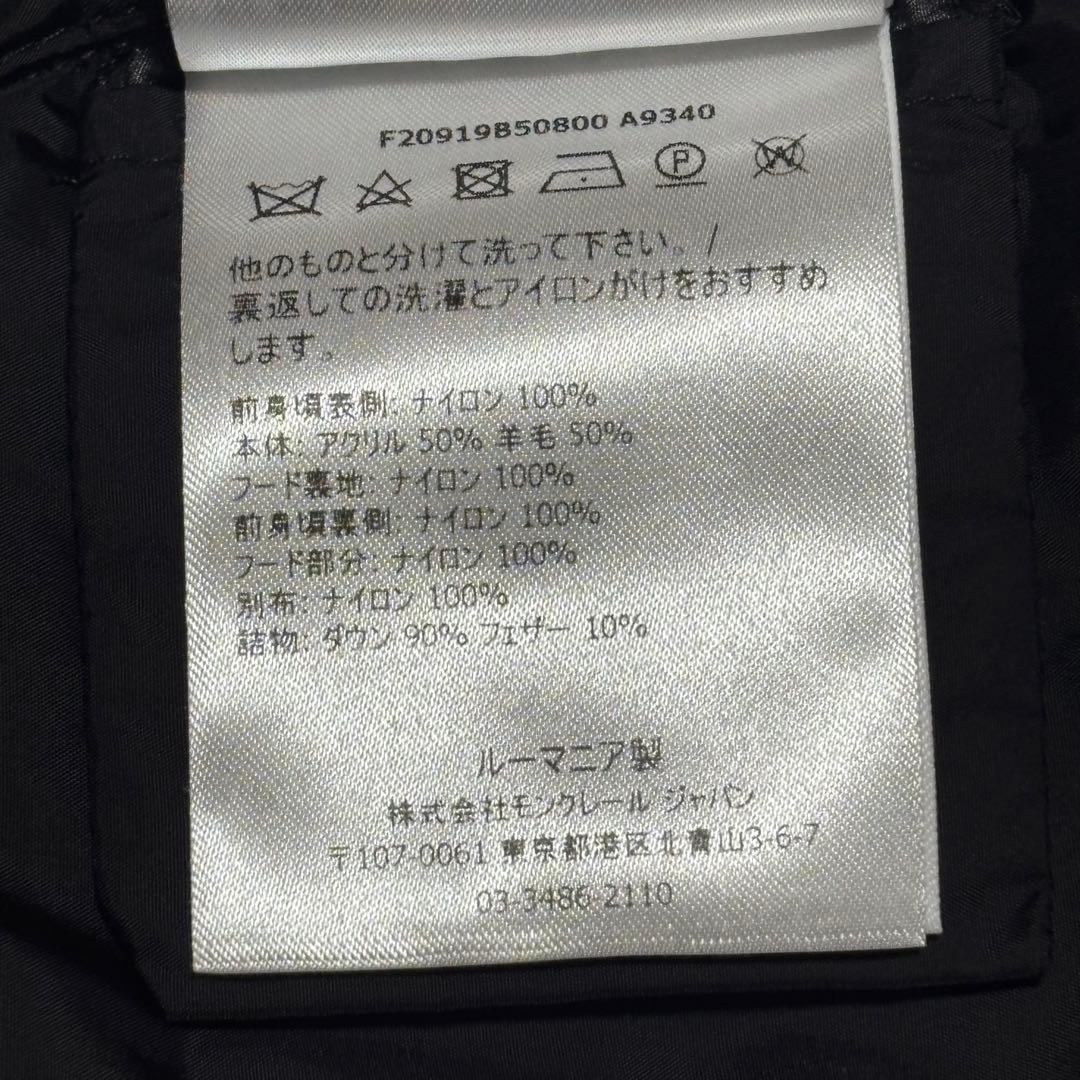 F20919B50800 A9340
他のものと分けて洗って下さい。/
裏返しての洗濯とアイロンがけをおすすめ
します。
前身頃表側: ナイロン 100%
本体: アクリル 50% 羊毛 50%
フード裏地: ナイロン 100%
前身頃裏側: ナイロン 100%
フード部分: ナイロン 100%
別布: ナイロン 100%
詰物: ダウン 90% フェザー 10%
ルーマニア製
株式会社モンクレール ジャパン
〒107-0061 東京都港区北青山3-6-7
03-3486-2110